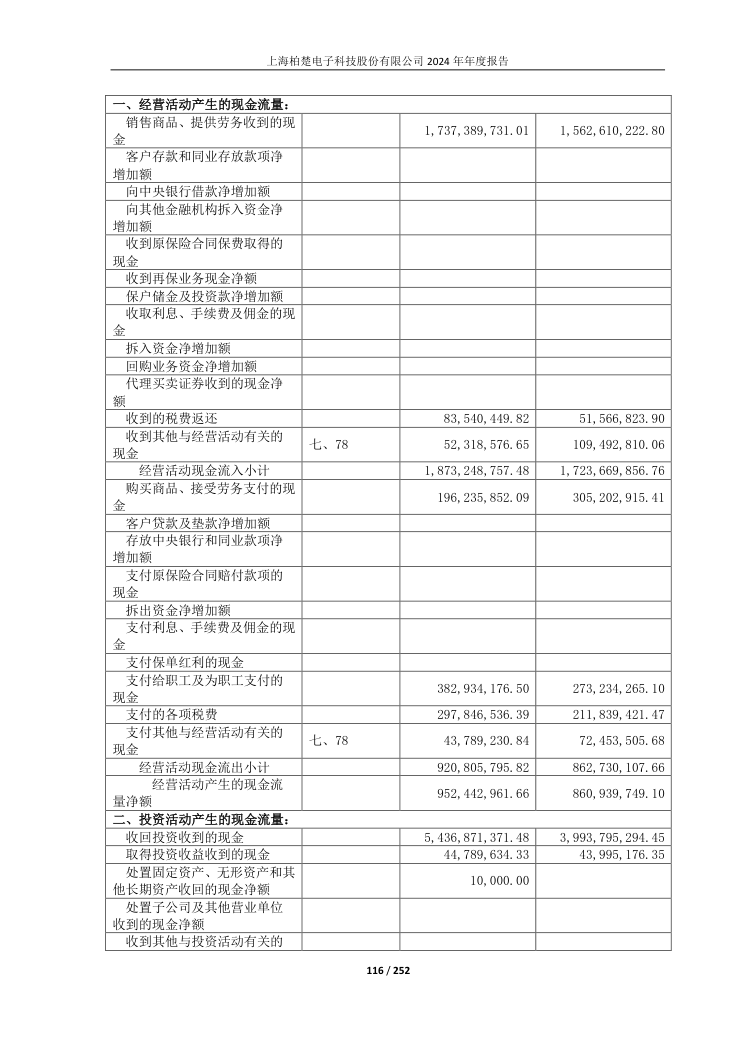 上海柏楚电子科技股份有限公司 2024 年年度报告
一、经营活动产生的现金流量：
销售商品、提供劳务收到的现 1,737,389,731.01 1,562,610,222.80
金
客户存款和同业存放款项净
增加额
向中央银行借款净增加额
向其他金融机构拆入资金净
增加额
收到原保险合同保费取得的
现金
收到再保业务现金净额
保户储金及投资款净增加额
收取利息、手续费及佣金的现
金
拆入资金净增加额
回购业务资金净增加额
代理买卖证券收到的现金净
额
收到的税费返还 83,540,449.82 51,566,823.90
收到其他与经营活动有关的 七、78 52,318,576.65 109,492,810.06
现金
经营活动现金流入小计 1,873,248,757.48 1,723,669,856.76
购买商品、接受劳务支付的现 196,235,852.09 305,202,915.41
金
客户贷款及垫款净增加额
存放中央银行和同业款项净
增加额
支付原保险合同赔付款项的
现金
拆出资金净增加额
支付利息、手续费及佣金的现
金
支付保单红利的现金
支付给职工及为职工支付的 382,934,176.50 273,234,265.10
现金
支付的各项税费 297,846,536.39 211,839,421.47
支付其他与经营活动有关的 七、78 43,789,230.84 72,453,505.68
现金
经营活动现金流出小计 920,805,795.82 862,730,107.66
经营活动产生的现金流 952,442,961.66 860,939,749.10
量净额
二、投资活动产生的现金流量：
收回投资收到的现金 5,436,871,371.48 3,993,795,294.45
取得投资收益收到的现金 44,789,634.33 43,995,176.35
处置固定资产、无形资产和其 10,000.00
他长期资产收回的现金净额
处置子公司及其他营业单位
收到的现金净额
收到其他与投资活动有关的
116 / 252